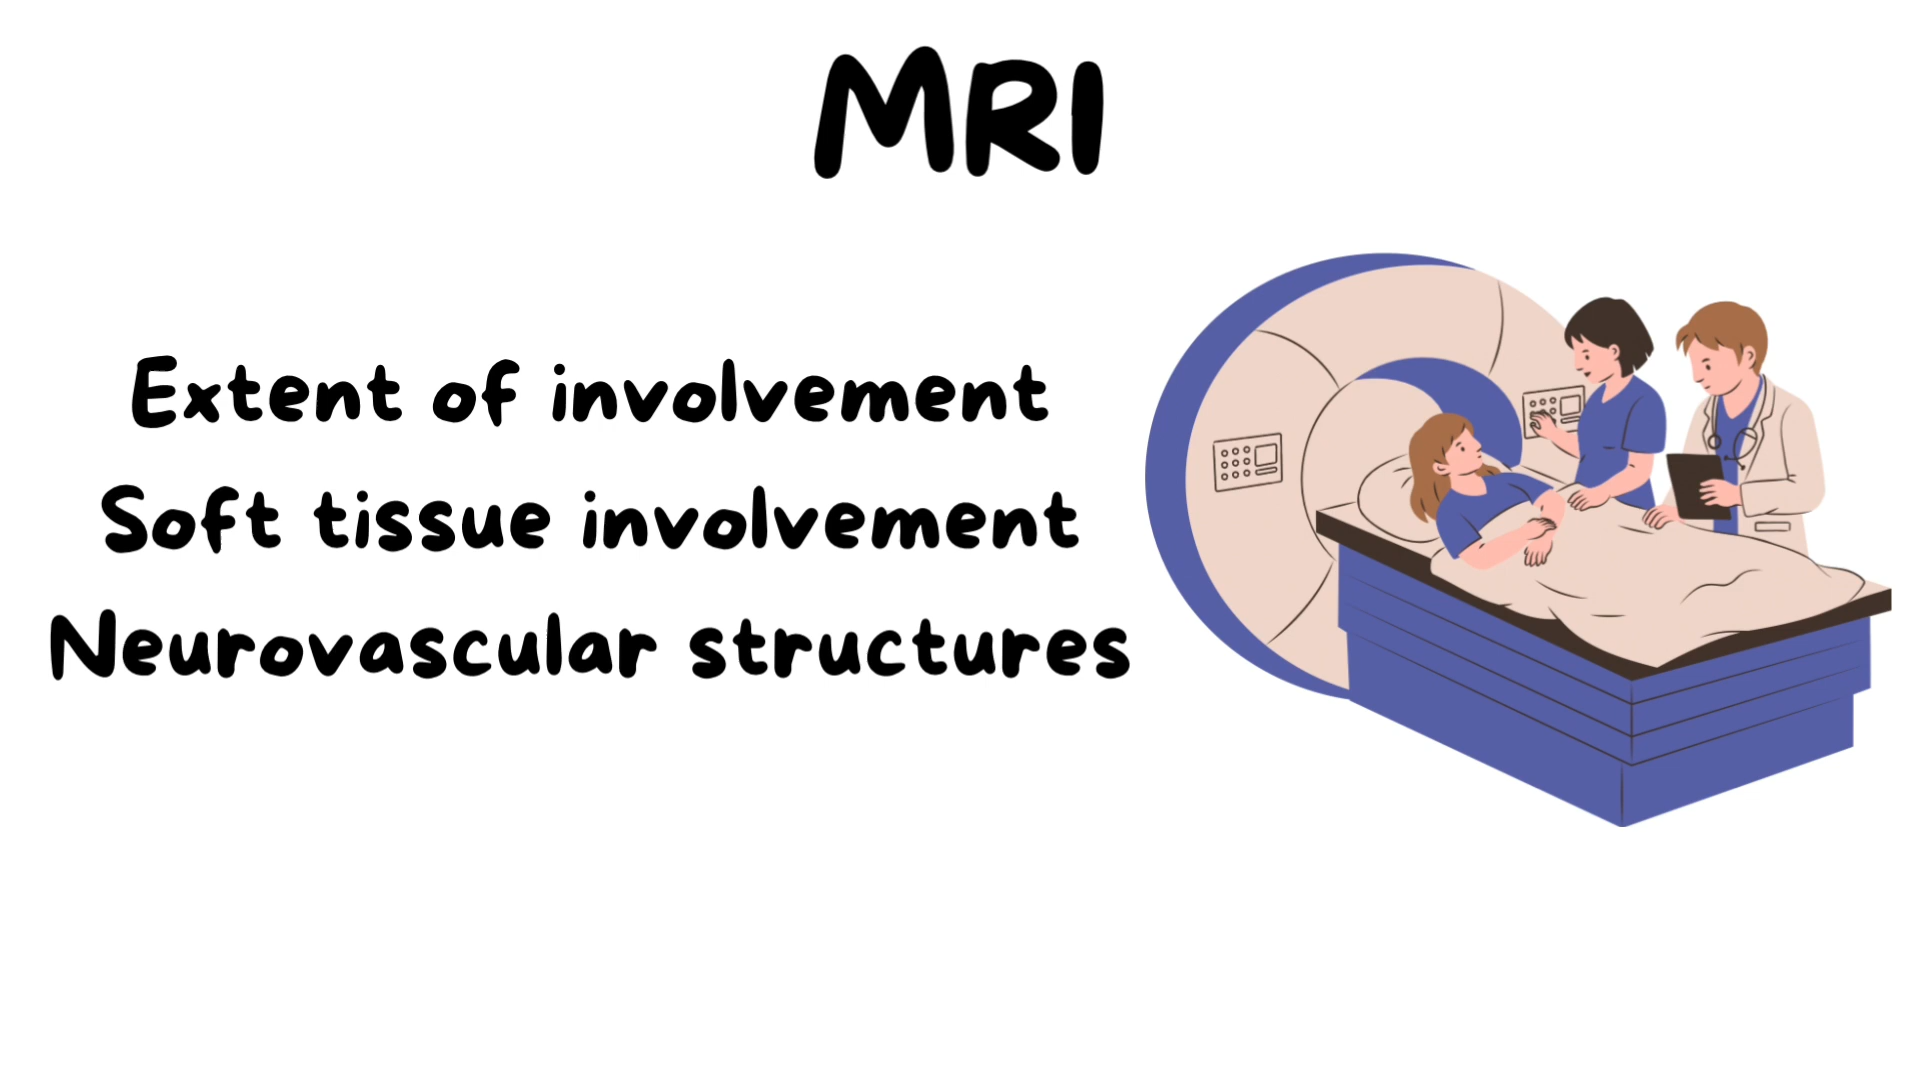 MRI
Extent of involvement
Soft tissue involvement
Neurovascular structures